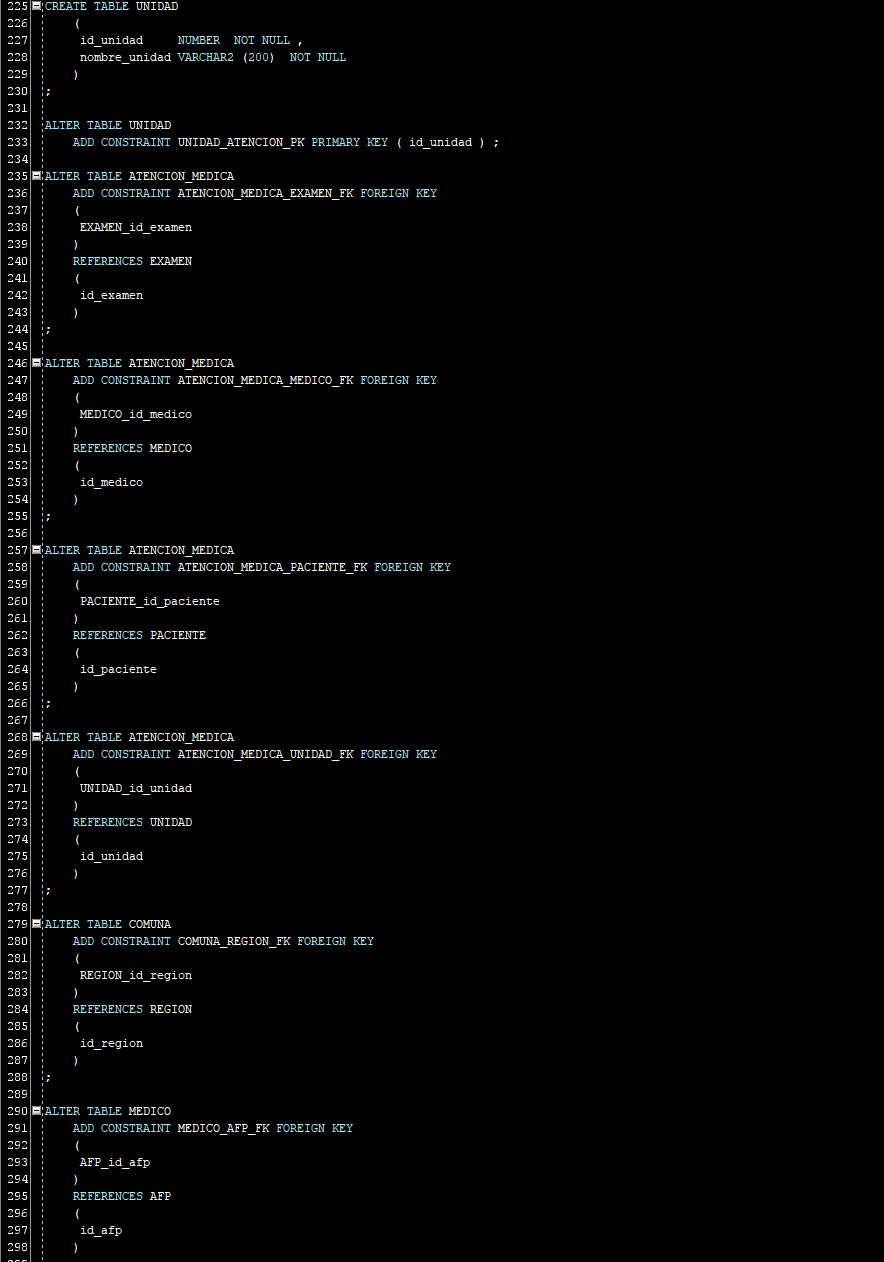 225 CREATE TABLE UNIDAD
226 (
227 id_unidad NUMBER NOT NULL ,
228 nombre_unidad VARCHAR2 (200) NOT NULL
229 )
230 ;
231
232 ALTER TABLE UNIDAD
233 ADD CONSTRAINT UNIDAD_ATENCION_PK PRIMARY KEY ( id_unidad ) ;
234
235 ALTER TABLE ATENCION_MEDICA
236 ADD CONSTRAINT ATENCION_MEDICA_EXAMEN_FK FOREIGN KEY
237 (
238 EXAMEN_id_examen
239 )
240 REFERENCES EXAMEN
241 (
242 id_examen
243 )
244 ;
245
246 ALTER TABLE ATENCION_MEDICA
247 ADD CONSTRAINT ATENCION_MEDICA_MEDICO_FK FOREIGN KEY
248 (
249 MEDICO_id_medico
250 )
251 REFERENCES MEDICO
252 (
253 id_medico
254 )
255 ;
256
257 ALTER TABLE ATENCION_MEDICA
258 ADD CONSTRAINT ATENCION_MEDICA_PACIENTE_FK FOREIGN KEY
259 (
260 PACIENTE_id_paciente
261 )
262 REFERENCES PACIENTE
263 (
264 id_paciente
265 )
266 ;
267
268 ALTER TABLE ATENCION_MEDICA
269 ADD CONSTRAINT ATENCION_MEDICA_UNIDAD_FK FOREIGN KEY
270 (
271 UNIDAD_id_unidad
272 )
273 REFERENCES UNIDAD
274 (
275 id_unidad
276 )
277 ;
278
279 ALTER TABLE COMUNA
280 ADD CONSTRAINT COMUNA_REGION_FK FOREIGN KEY
281 (
282 REGION_id_region
283 )
284 REFERENCES REGION
285 (
286 id_region
287 )
288 ;
289
290 ALTER TABLE MEDICO
291 ADD CONSTRAINT MEDICO_AFP_FK FOREIGN KEY
292 (
293 AFP_id_afp
294 )
295 REFERENCES AFP
296 (
297 id_afp
298 )